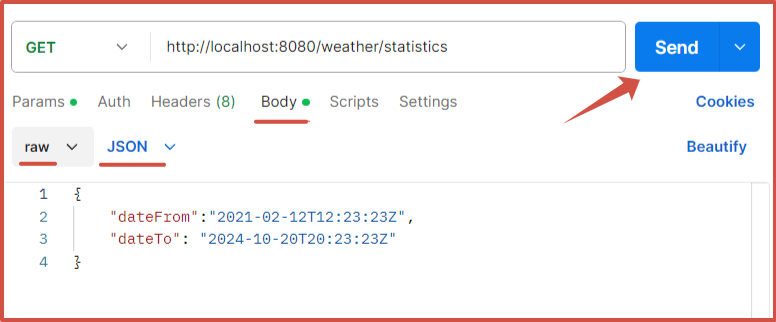 GET http://localhost:8080/weather/statistics Send
Params Auth Headers (8) Body Scripts Settings Cookies
raw JSON Beautify
1 {
2 "dateFrom":"2021-02-12T12:23:23Z",
3 "dateTo": "2024-10-20T20:23:23Z"
4 }